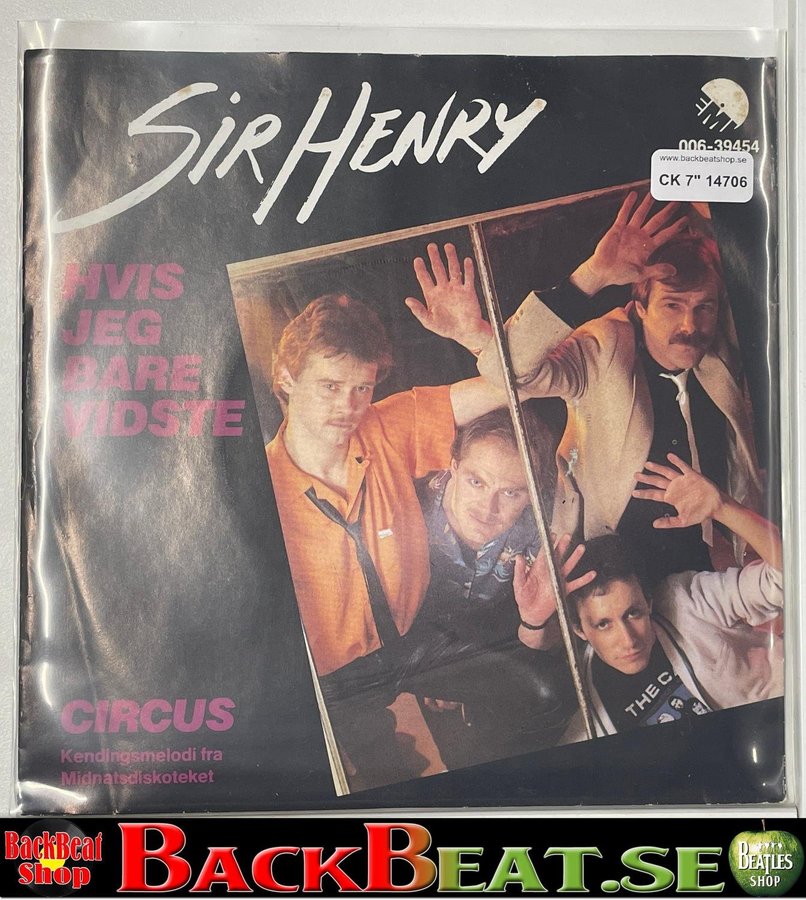 Sir Henry
EMI
006-39454
www.backbeatshop.se
CK 7" 14706
HVIS
JEG
BARE
VIDSTE
THE C
CIRCUS
Kendingsmelodi fra
Midnatsdiskoteket
BackBeat
Shop
BackBeat.se
BEATLES
SHOP